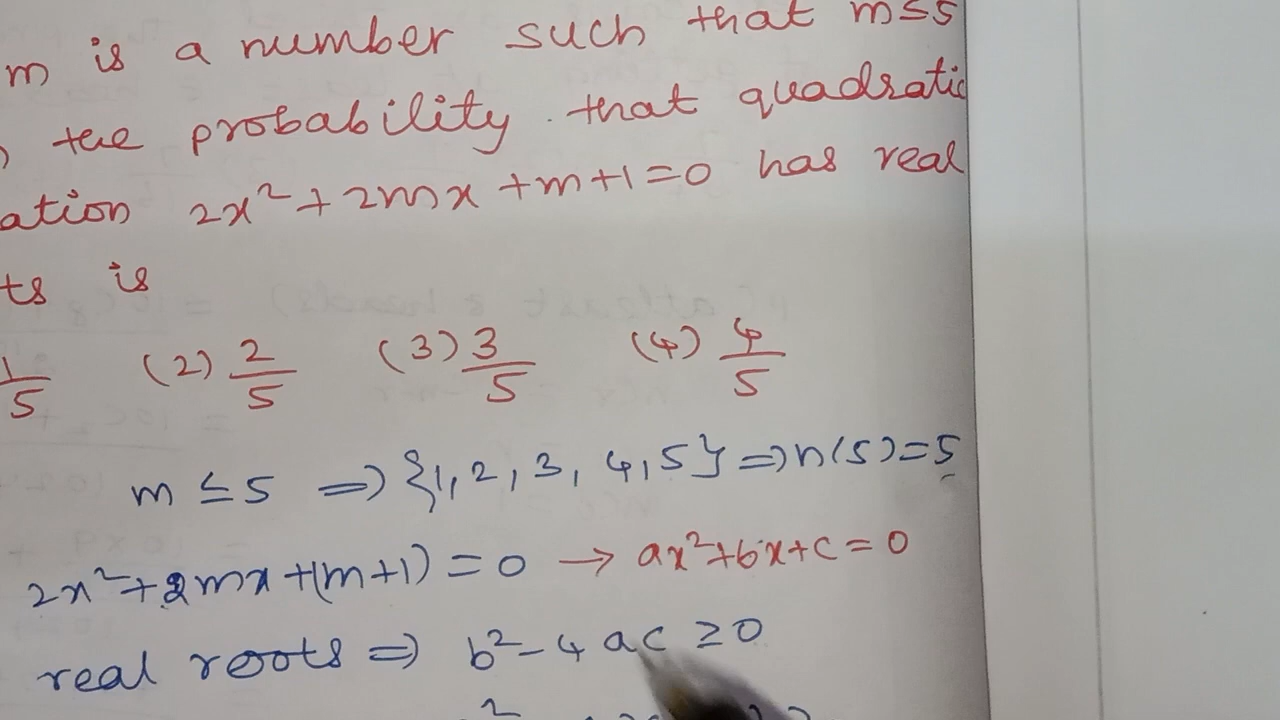 m is a number such that m≤5
the probability that quadratic
ation 2x²+2mx+m+1=0 has real
ts is
1/5 (2) 2/5 (3) 3/5 (4) 4/5
m ≤ 5 ⇒ {1, 2, 3, 4, 5} ⇒ n(S)=5
2x²+2mx+(m+1) = 0 → ax²+bx+c=0
real roots ⇒ b²-4ac ≥0